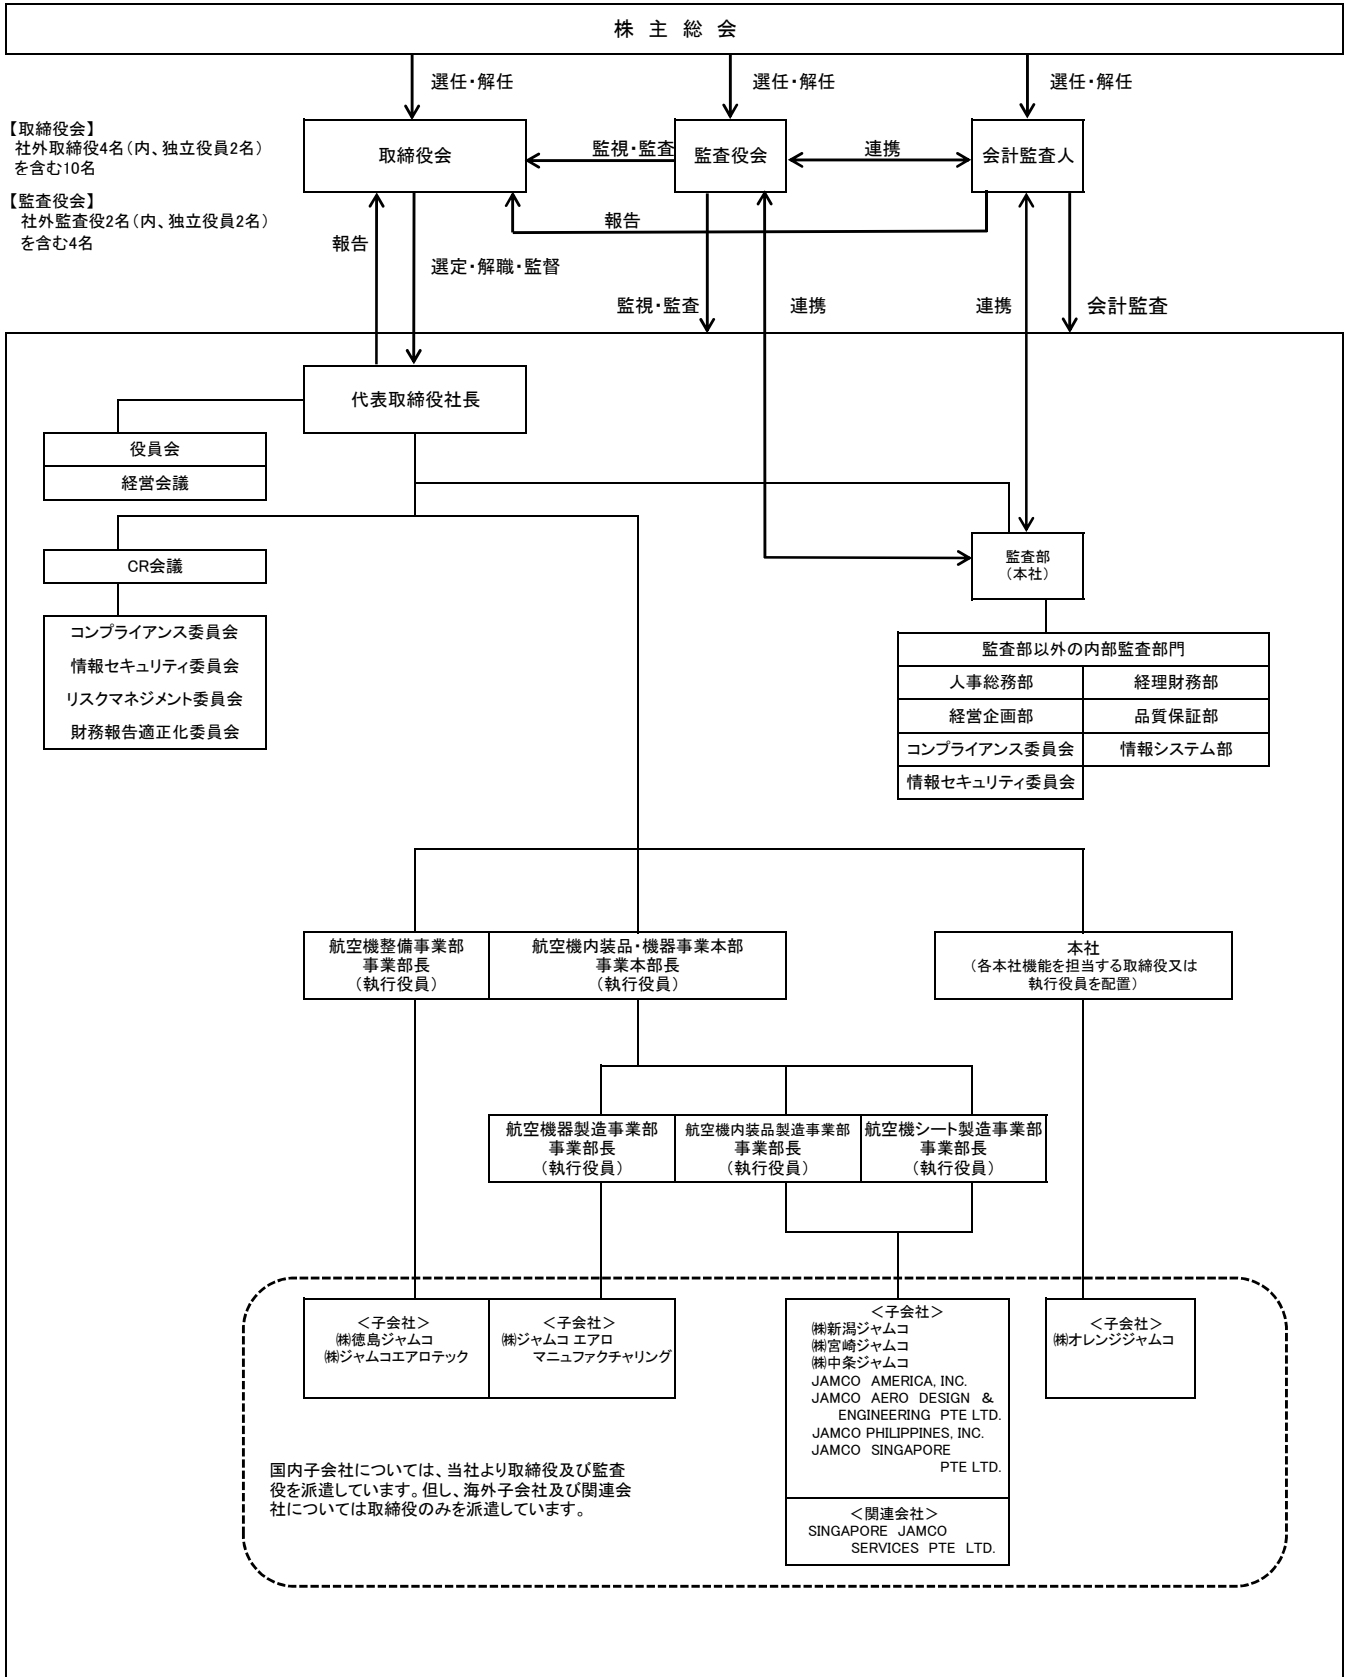 株 主 総 会
選任・解任
選任・解任
選任・解任
【取締役会】
社外取締役4名(内、独立役員2名)
を含む10名
【監査役会】
社外監査役2名(内、独立役員2名)
を含む4名
取締役会
監視・監査
監査役会
連携
会計監査人
報告
報告
選定・解職・監督
監視・監査
連携
連携
会計監査
代表取締役社長
役員会
経営会議
CR会議
コンプライアンス委員会
情報セキュリティ委員会
リスクマネジメント委員会
財務報告適正化委員会
監査部
(本社)
監査部以外の内部監査部門
人事総務部
経理財務部
経営企画部
品質保証部
コンプライアンス委員会
情報システム部
情報セキュリティ委員会
航空機整備事業部
事業部長
(執行役員)
航空機内装品・機器事業本部
事業本部長
(執行役員)
本社
(各本社機能を担当する取締役又は
執行役員を配置)
航空機器製造事業部
事業部長
(執行役員)
航空機内装品製造事業部
事業部長
(執行役員)
航空機シート製造事業部
事業部長
(執行役員)
<子会社>
㈱徳島ジャムコ
㈱ジャムコエアロテック
<子会社>
㈱ジャムコ エアロ
マニュファクチャリング
<子会社>
㈱新潟ジャムコ
㈱宮崎ジャムコ
㈱中条ジャムコ
JAMCO AMERICA, INC.
JAMCO AERO DESIGN &
ENGINEERING PTE LTD.
JAMCO PHILIPPINES, INC.
JAMCO SINGAPORE
PTE LTD.
<関連会社>
SINGAPORE JAMCO
SERVICES PTE LTD.
<子会社>
㈱オレンジジャムコ
国内子会社については、当社より取締役及び監査
役を派遣しています。但し、海外子会社及び関連会
社については取締役のみを派遣しています。